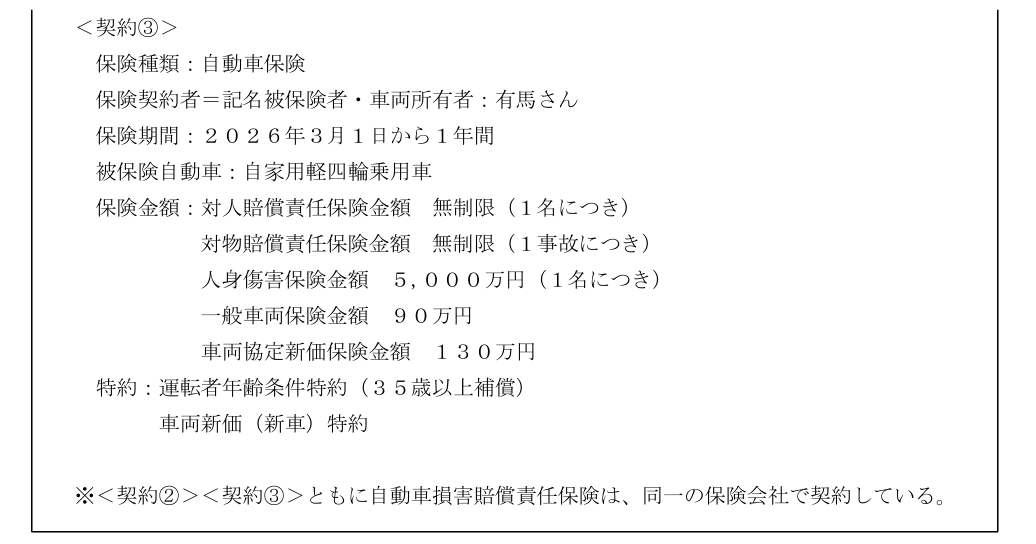 ＜契約③＞
保険種類：自動車保険
保険契約者＝記名被保険者・車両所有者：有馬さん
保険期間：２０２６年３月１日から１年間
被保険自動車：自家用軽四輪乗用車
保険金額：対人賠償責任保険金額　無制限（１名につき）
対物賠償責任保険金額　無制限（１事故につき）
人身傷害保険金額　５，０００万円（１名につき）
一般車両保険金額　９０万円
車両協定新価保険金額　１３０万円
特約：運転者年齢条件特約（３５歳以上補償）
車両新価（新車）特約
※＜契約②＞＜契約③＞ともに自動車損害賠償責任保険は、同一の保険会社で契約している。